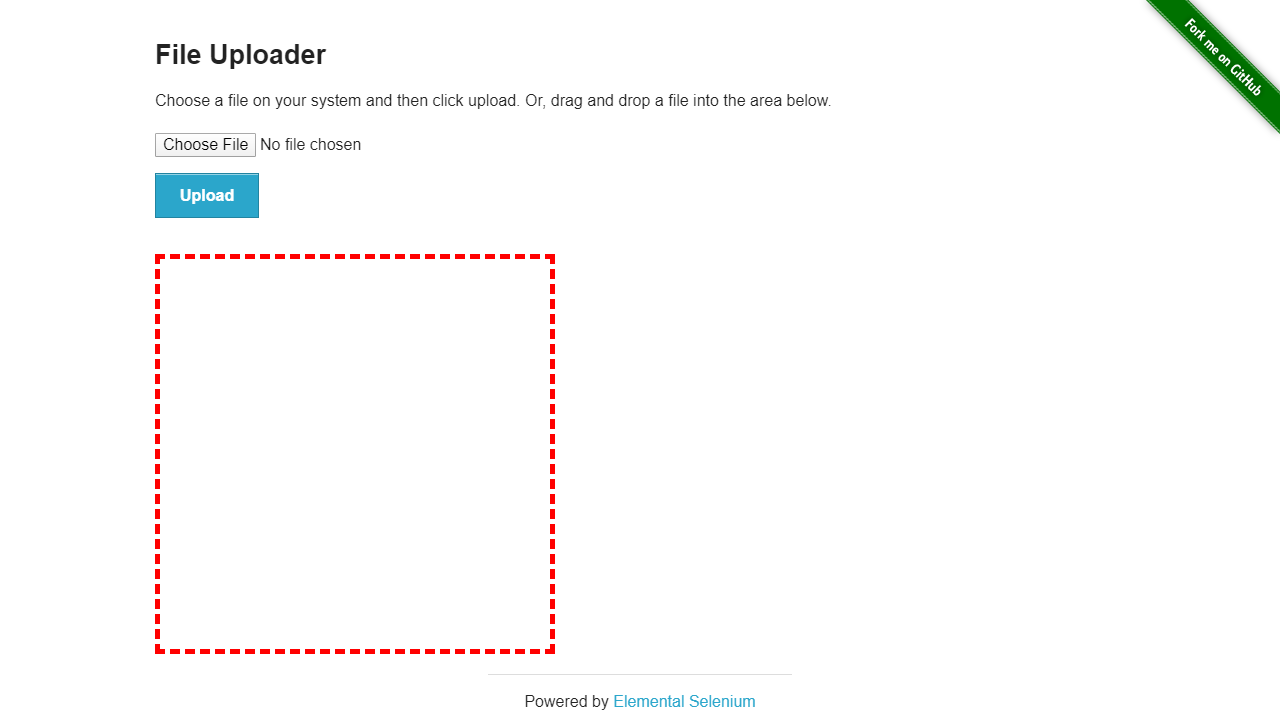 File Uploader
Choose a file on your system and then click upload. Or, drag and drop a file into the area below.
Choose File No file chosen
Upload
Powered by Elemental Selenium
Fork me on GitHub